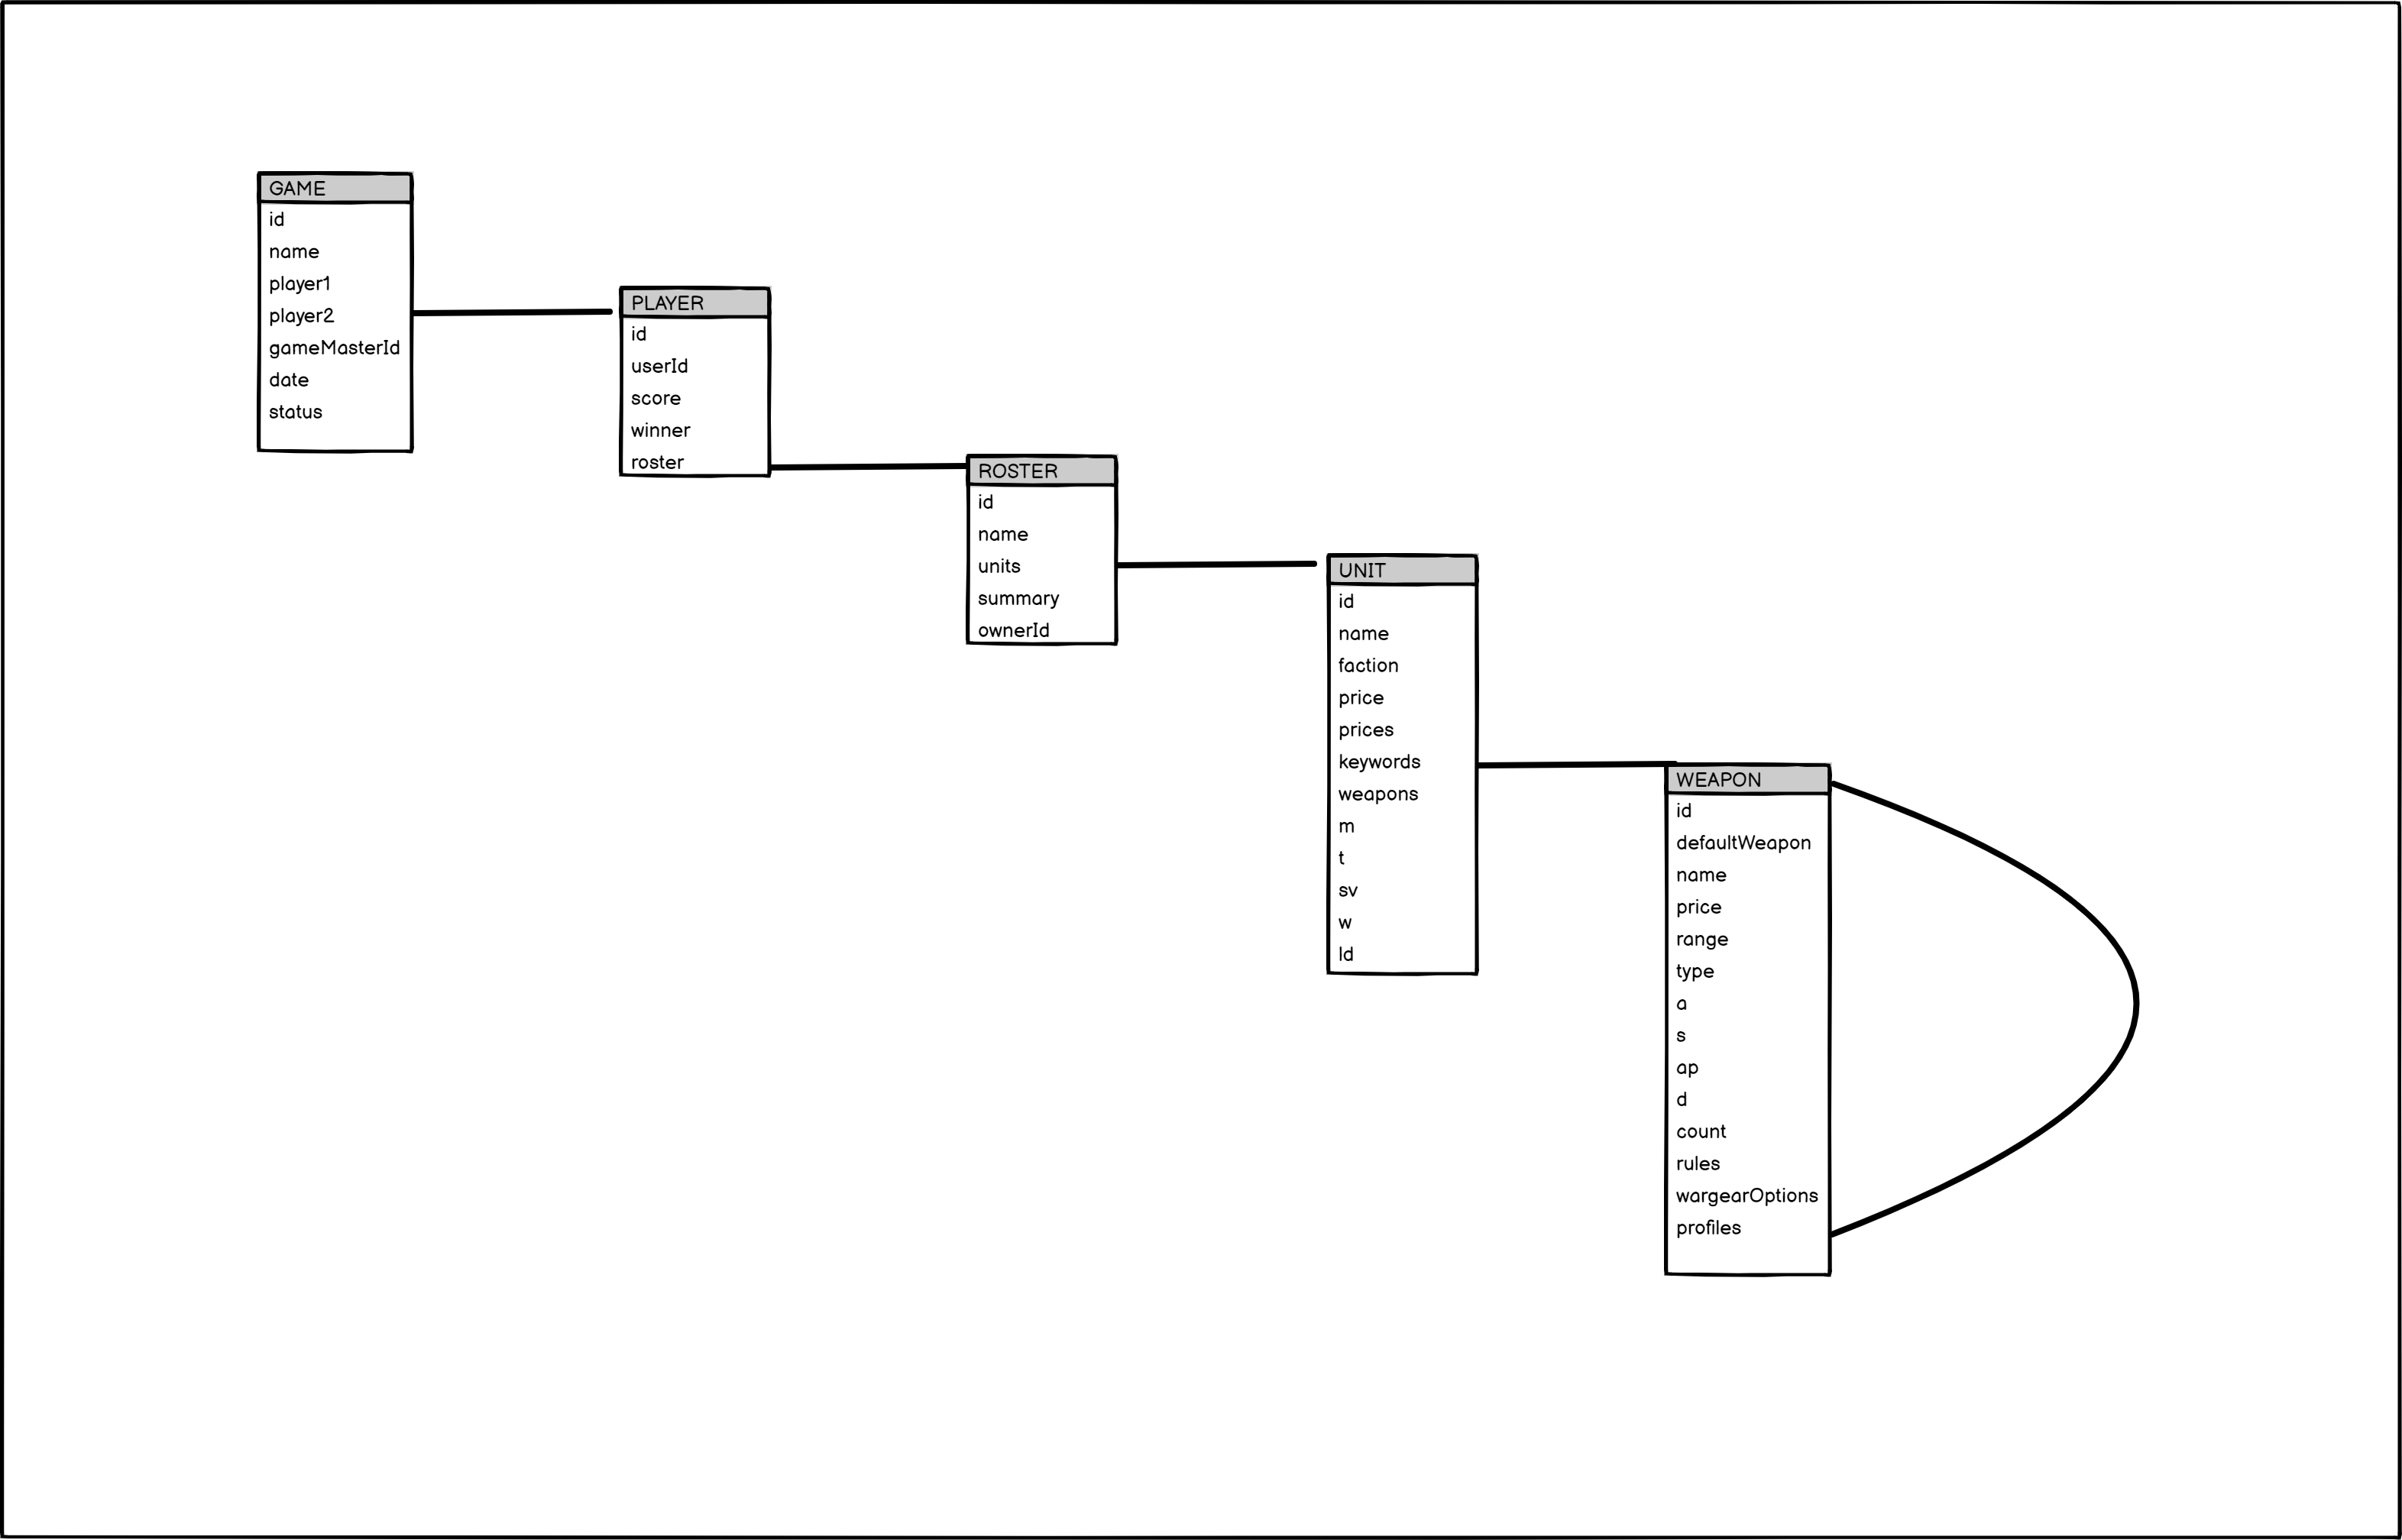 GAME
id
name
player1
player2
gameMasterId
date
status
PLAYER
id
userId
score
winner
roster
ROSTER
id
name
units
summary
ownerId
UNIT
id
name
faction
price
prices
keywords
weapons
m
t
sv
w
ld
WEAPON
id
defaultWeapon
name
price
range
type
a
s
ap
d
count
rules
wargearOptions
profiles